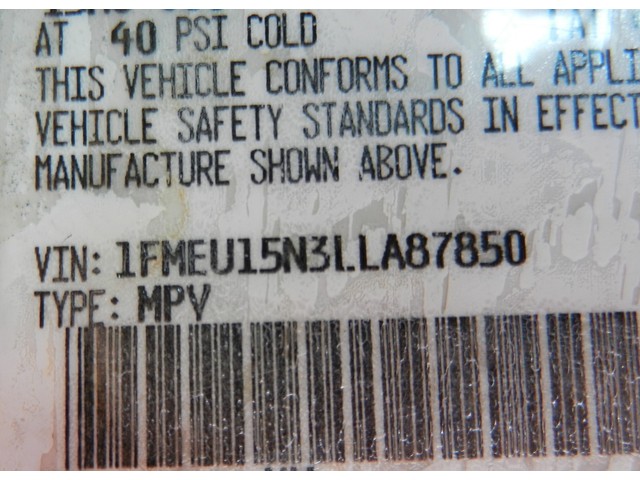 AT 40 PSI COLD
THIS VEHICLE CONFORMS TO ALL APPLI
VEHICLE SAFETY STANDARDS IN EFFECT
MANUFACTURE SHOWN ABOVE.
VIN: 1FMEU15N3LLA87850
TYPE: MPV